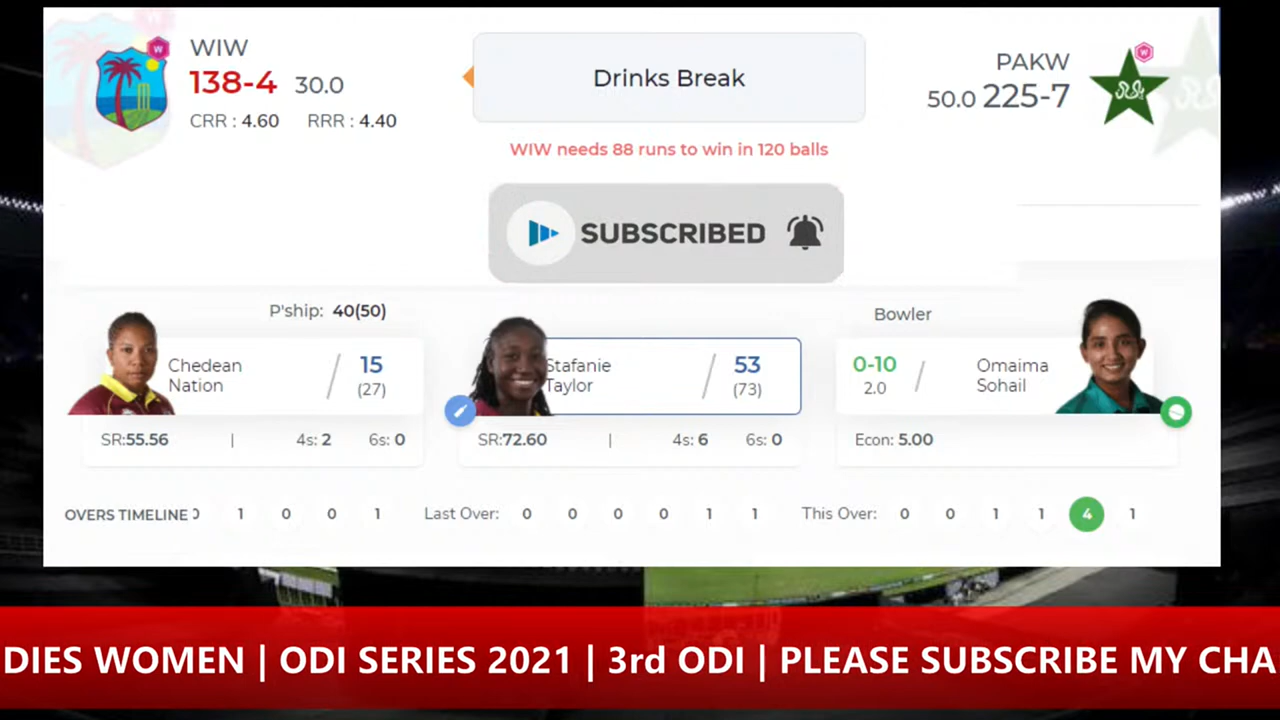 WIW
138-4 30.0
CRR : 4.60 RRR : 4.40
Drinks Break
WIW needs 88 runs to win in 120 balls
PAKW
50.0 225-7
W
W
SUBSCRIBED
P'ship: 40(50)
Chedean Nation / 15 (27)
SR:55.56 | 4s: 2 6s: 0
Stafanie Taylor / 53 (73)
SR:72.60 | 4s: 6 6s: 0
Bowler
0-10 2.0 / Omaima Sohail
Econ: 5.00
OVERS TIMELINE 0 1 0 0 1 Last Over: 0 0 0 0 1 1 This Over: 0 0 1 1 4 1
DIES WOMEN | ODI SERIES 2021 | 3rd ODI | PLEASE SUBSCRIBE MY CHA